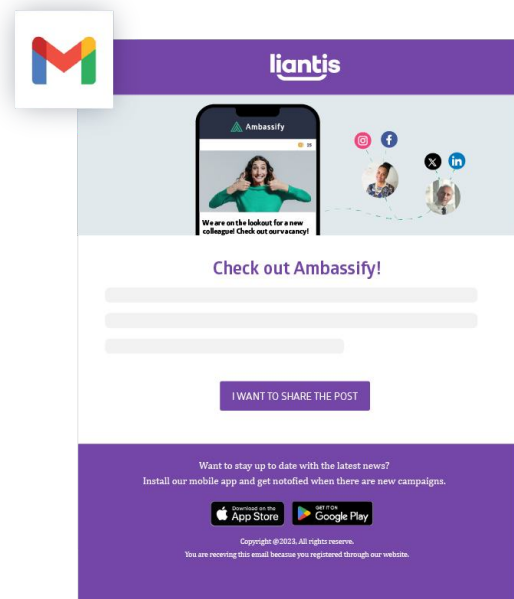 liantis
Ambassify
We are on the lookout for a new
colleague! Check out our vacancy!
Check out Ambassify!
I WANT TO SHARE THE POST
Want to stay up to date with the latest news?
Install our mobile app and get notofied when there are new campaigns.
Download on the
App Store
GET IT ON
Google Play
Copyright @2023. All rights reserve.
You are receving this email becasue you registered through our website.